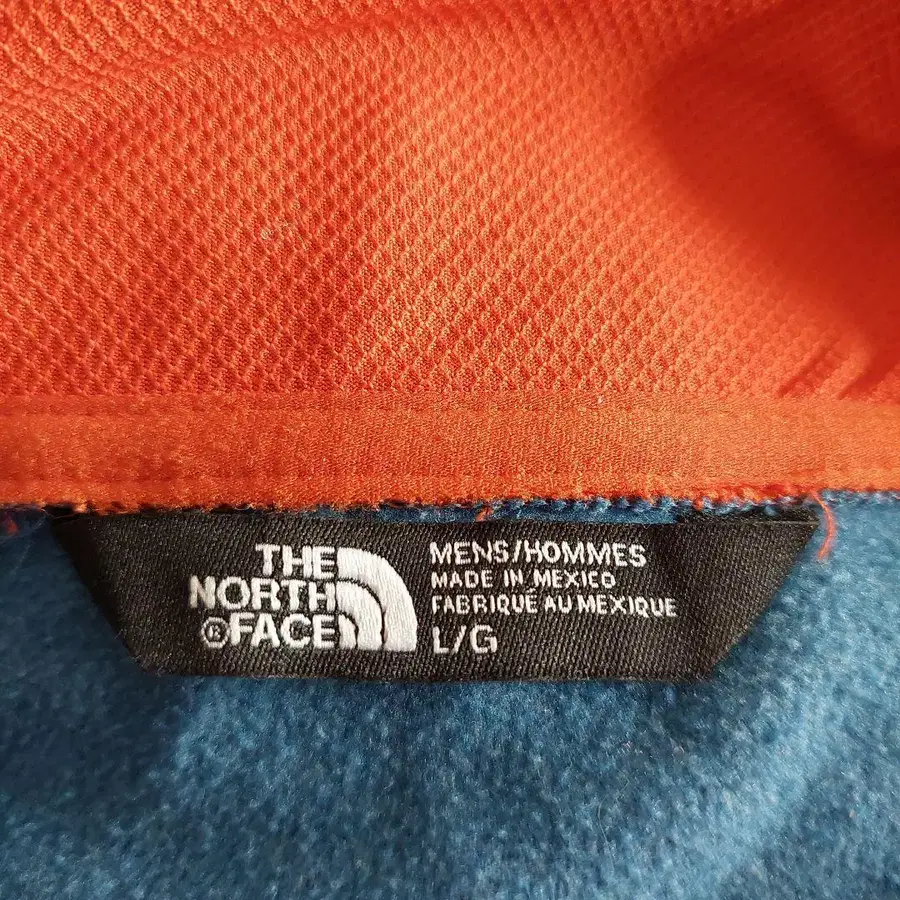 THE
NORTH
®FACE
MENS/HOMMES
MADE IN MEXICO
FABRIQUÉ AU MEXIQUE
L/G